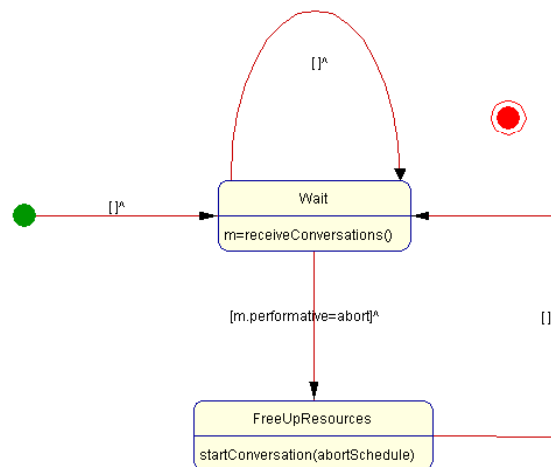 [ ]^
Wait
[ ]^
m=receiveConversations()
[m.performative=abort]^
[ ]
FreeUpResources
startConversation(abortSchedule)